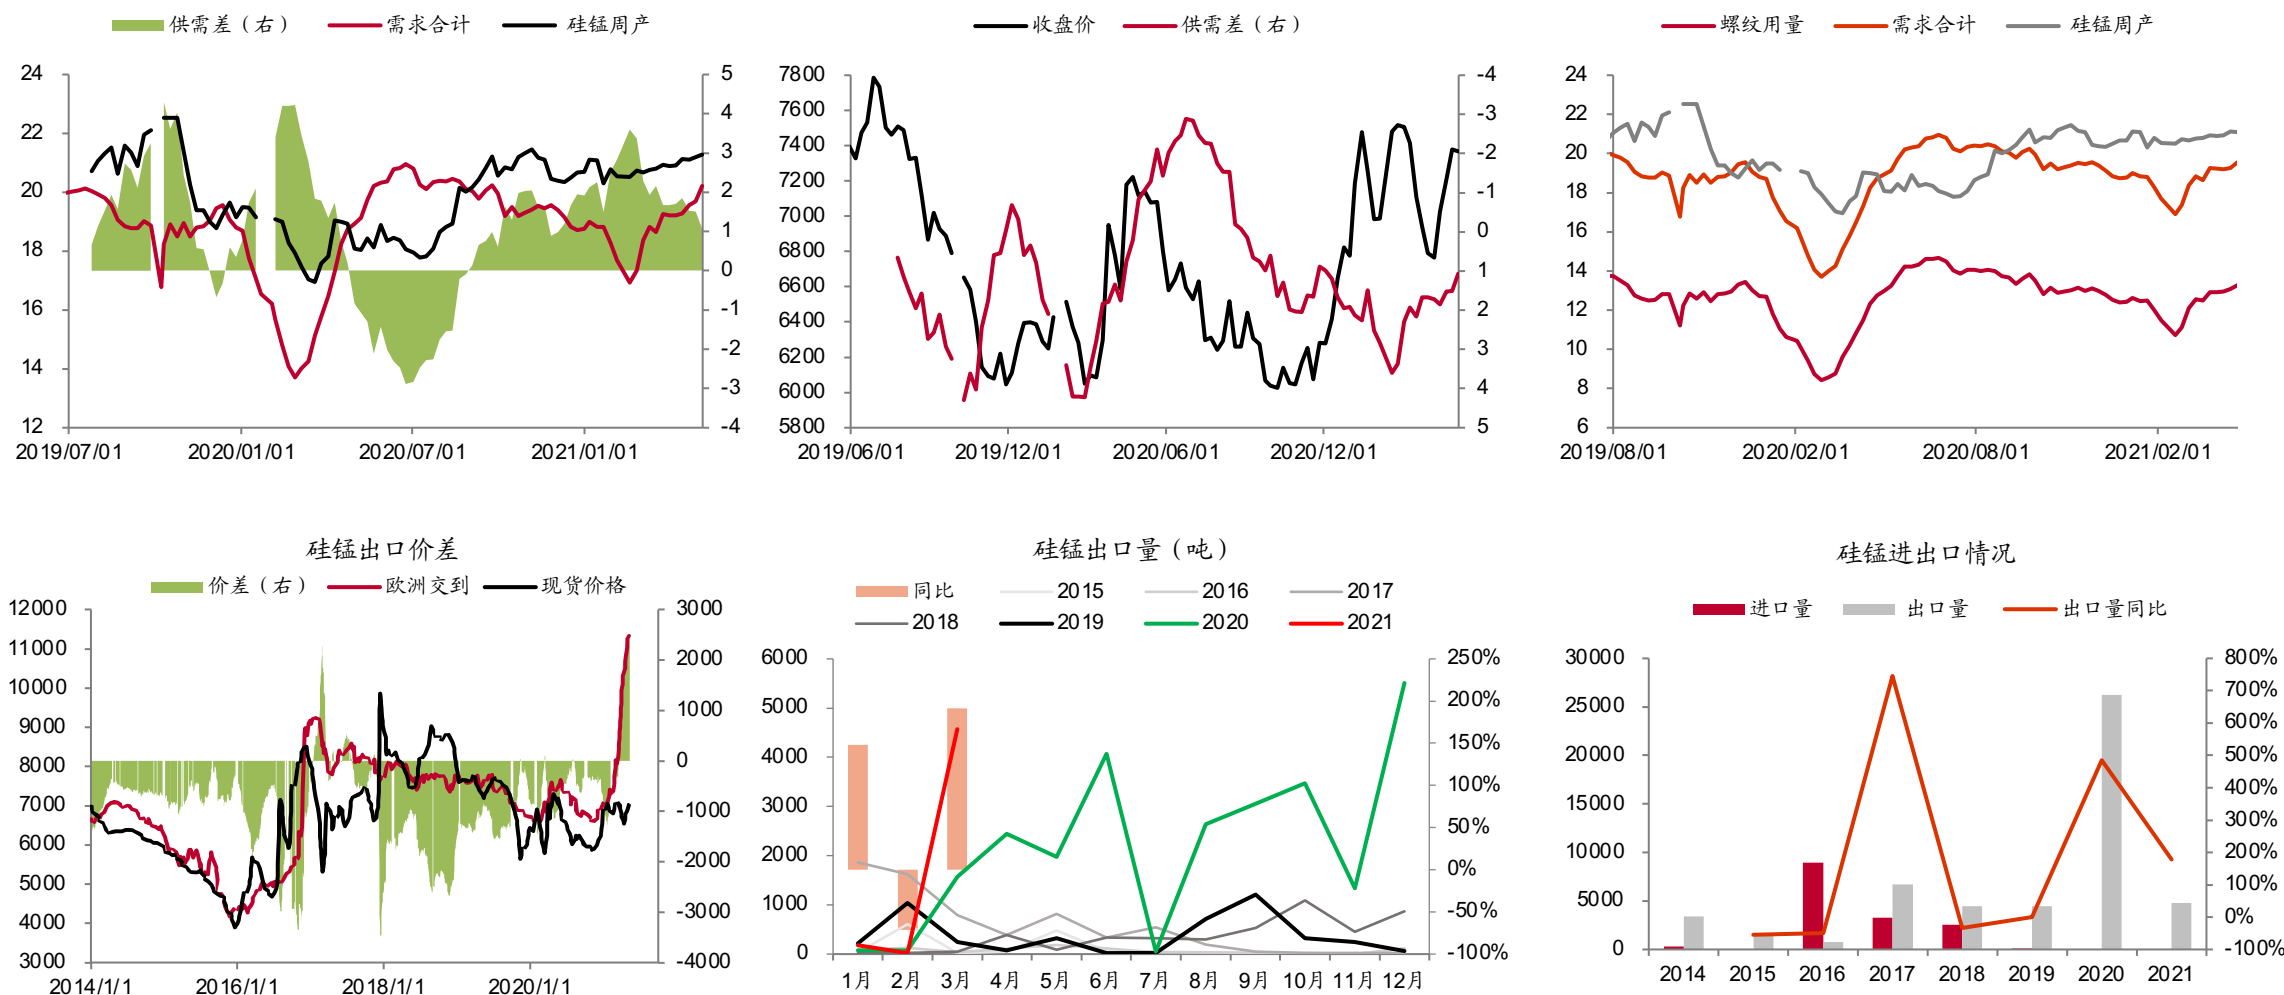 供需差（右） 需求合计 硅锰周产
24 22 20 18 16 14 12
5 4 3 2 1 0 -1 -2 -3 -4
2019/07/01 2020/01/01 2020/07/01 2021/01/01
收盘价 供需差（右）
7800 7600 7400 7200 7000 6800 6600 6400 6200 6000 5800
-4 -3 -2 -1 0 1 2 3 4 5
2019/06/01 2019/12/01 2020/06/01 2020/12/01
螺纹用量 需求合计 硅锰周产
24 22 20 18 16 14 12 10 8 6
2019/08/01 2020/02/01 2020/08/01 2021/02/01
硅锰出口价差
价差（右） 欧洲交到 现货价格
12000 11000 10000 9000 8000 7000 6000 5000 4000 3000
3000 2000 1000 0 -1000 -2000 -3000 -4000
2014/1/1 2016/1/1 2018/1/1 2020/1/1
硅锰出口量（吨）
同比 2015 2016 2017
2018 2019 2020 2021
6000 5000 4000 3000 2000 1000 0
250% 200% 150% 100% 50% 0% -50% -100%
1月 2月 3月 4月 5月 6月 7月 8月 9月 10月 11月 12月
硅锰进出口情况
进口量 出口量 出口量同比
30000 25000 20000 15000 10000 5000 0
800% 700% 600% 500% 400% 300% 200% 100% 0% -100%
2014 2015 2016 2017 2018 2019 2020 2021